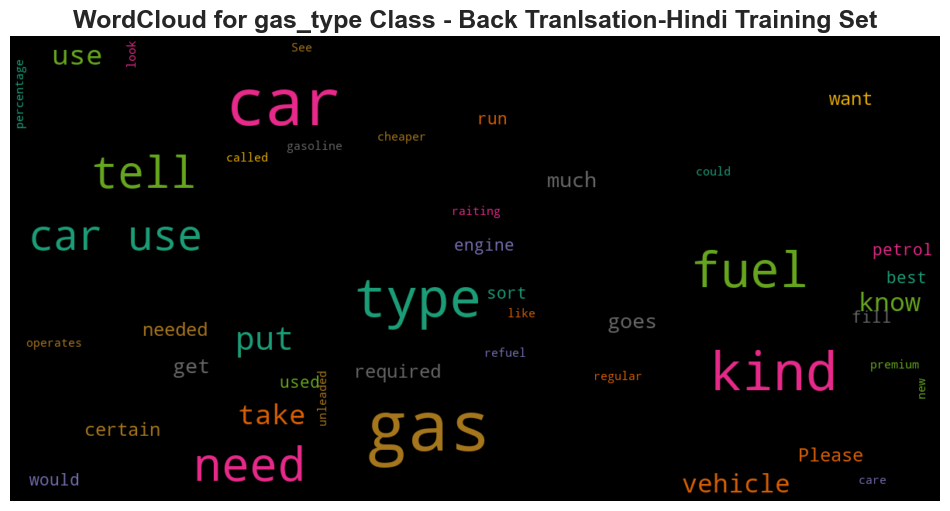 WordCloud for gas_type Class - Back Tranlsation-Hindi Training Set
use
look
See
percentage
car
want
run
cheaper
gasoline
called
tell
much
could
raiting
car use
engine
petrol
fuel
best
type
sort
know
like
fill
goes
needed
put
operates
refuel
get
required
kind
premium
used
regular
unleaded
new
take
gas
certain
Please
need
would
vehicle
care